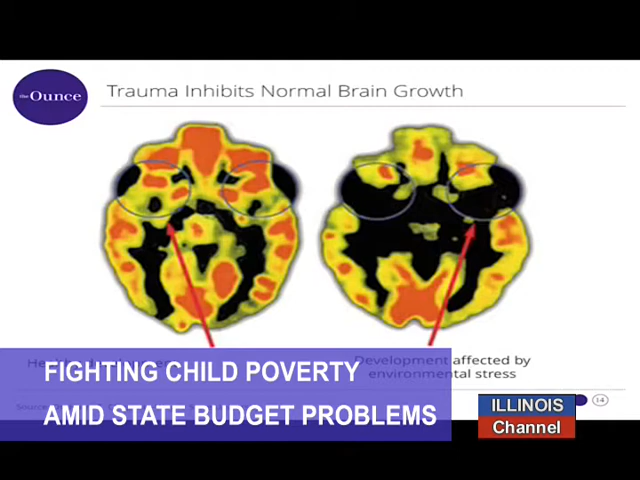 the Ounce
Trauma Inhibits Normal Brain Growth
Development affected by
environmental stress
FIGHTING CHILD POVERTY
AMID STATE BUDGET PROBLEMS
ILLINOIS
Channel
14